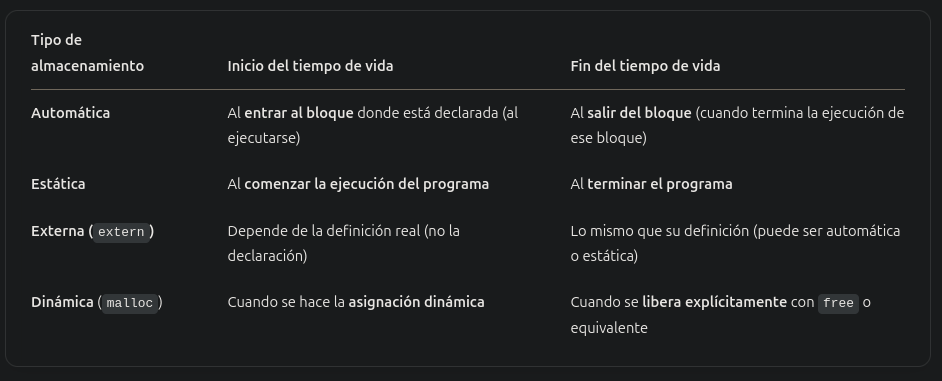 Tipo de
almacenamiento
Inicio del tiempo de vida
Fin del tiempo de vida
Automática
Al entrar al bloque donde está declarada (al
ejecutarse)
Al salir del bloque (cuando termina la ejecución de
ese bloque)
Estática
Al comenzar la ejecución del programa
Al terminar el programa
Externa (extern)
Depende de la definición real (no la
declaración)
Lo mismo que su definición (puede ser automática
o estática)
Dinámica (malloc)
Cuando se hace la asignación dinámica
Cuando se libera explícitamente con free o
equivalente